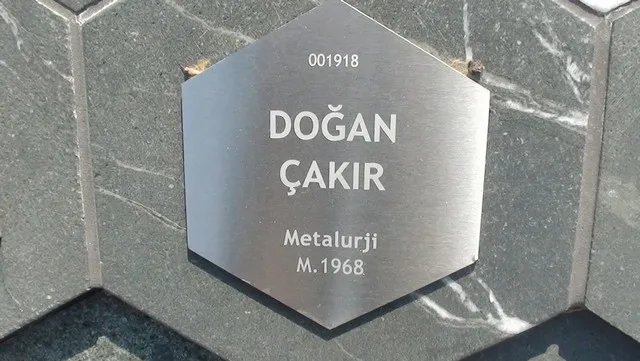 001918
DOĞAN
ÇAKIR
Metalurji
M.1968